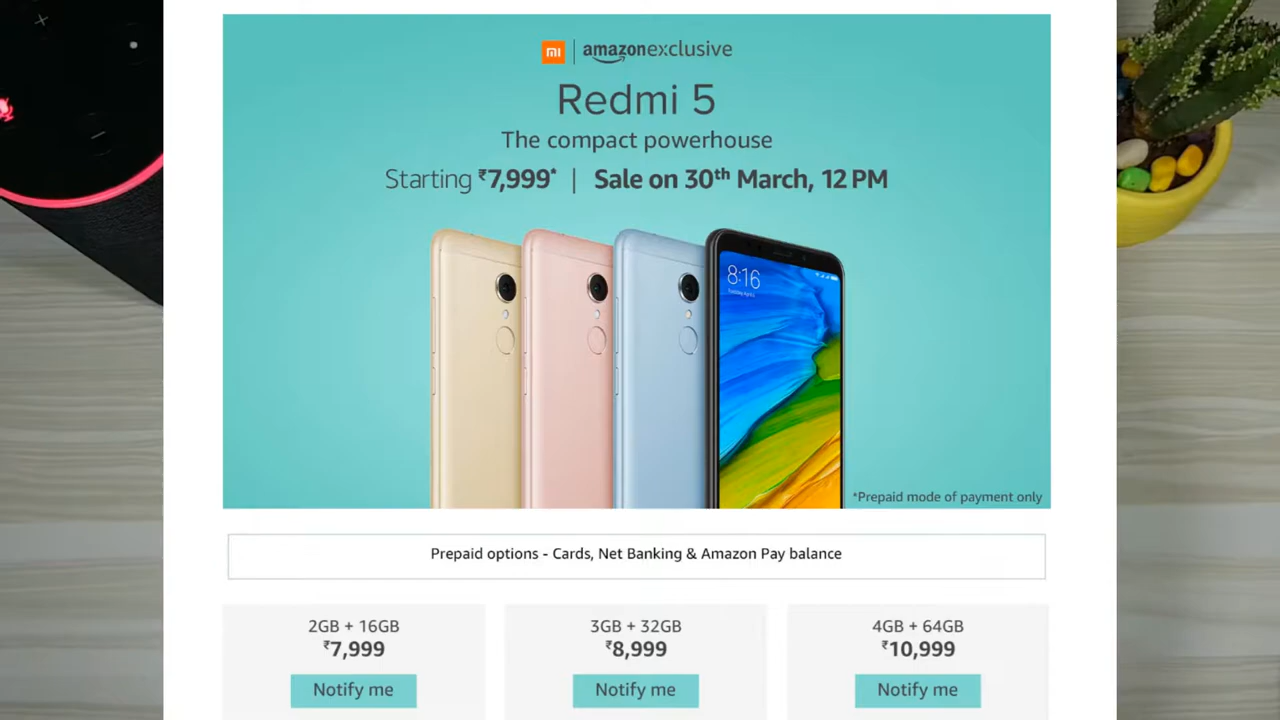 mi | amazonexclusive
Redmi 5
The compact powerhouse
Starting ₹7,999* | Sale on 30th March, 12 PM
8:16
*Prepaid mode of payment only
Prepaid options - Cards, Net Banking & Amazon Pay balance
2GB + 16GB
₹7,999
Notify me
3GB + 32GB
₹8,999
Notify me
4GB + 64GB
₹10,999
Notify me